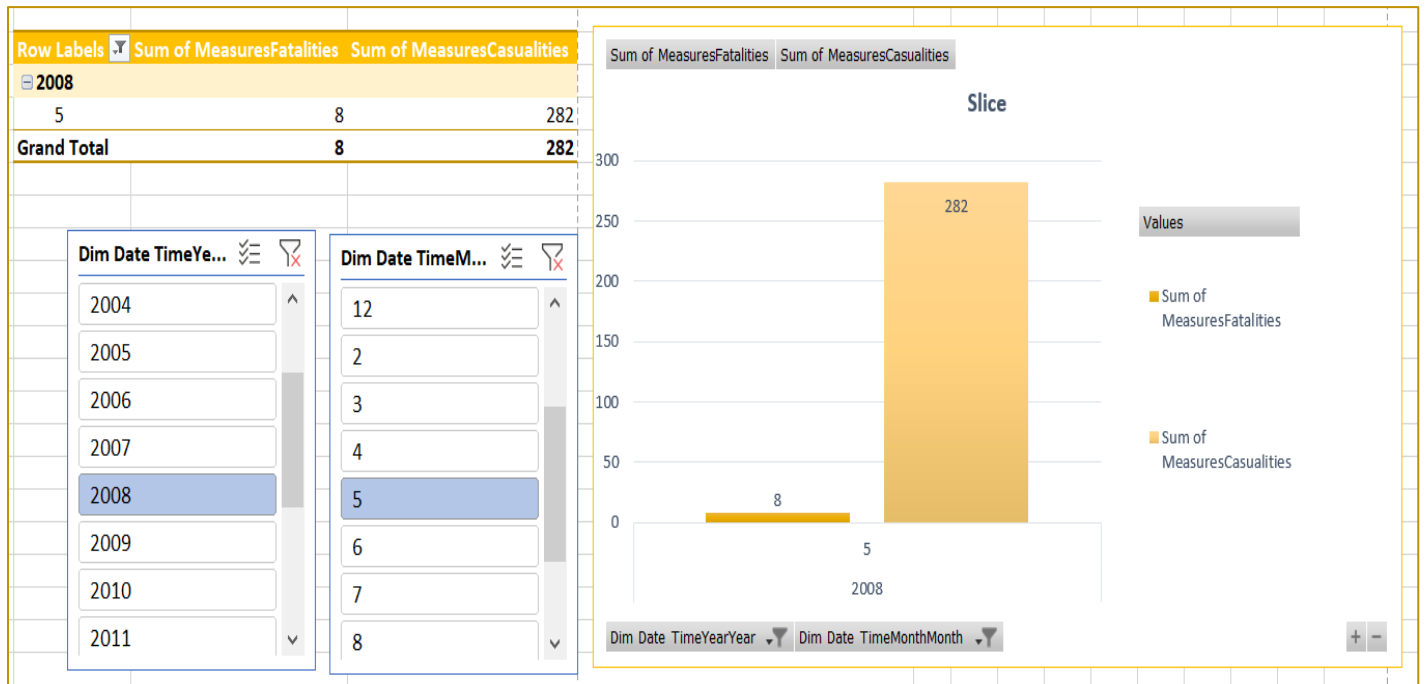 Row Labels Sum of MeasuresFatalities Sum of MeasuresCasualities
2008
5 8 282
Grand Total 8 282
Dim Date TimeYe...
2004
2005
2006
2007
2008
2009
2010
2011
Dim Date TimeM...
12
2
3
4
5
6
7
8
Sum of MeasuresFatalities Sum of MeasuresCasualities
Slice
300
250
200
150
100
50
0
282
8
5
2008
Values
Sum of
MeasuresFatalities
Sum of
MeasuresCasualities
Dim Date TimeYearYear Dim Date TimeMonthMonth
+ −